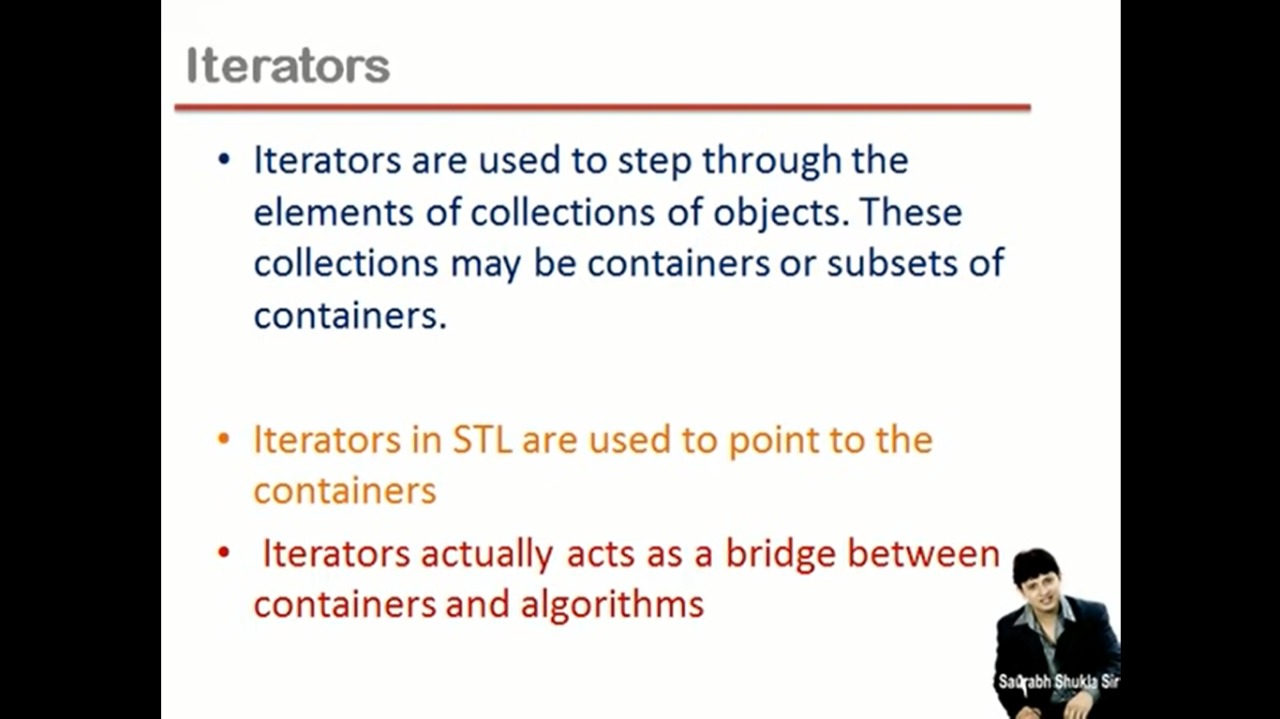 Iterators
• Iterators are used to step through the
elements of collections of objects. These
collections may be containers or subsets of
containers.
• Iterators in STL are used to point to the
containers
• Iterators actually acts as a bridge between
containers and algorithms
Saurabh Shukla Sir